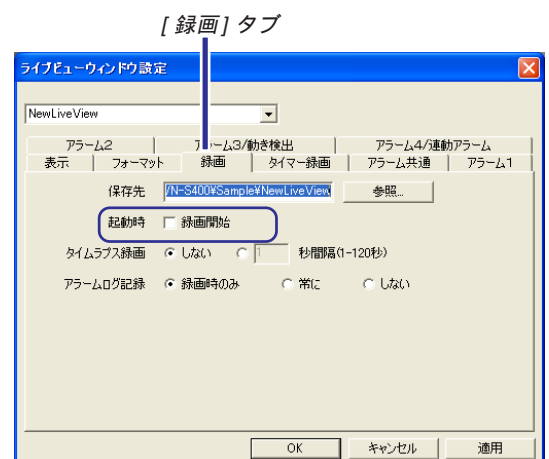 [ 録画] タブ
ライブビューウィンドウ設定
NewLiveView
アラーム2 アラーム3/動き検出 アラーム4/連動アラーム
表示 フォーマット 録画 タイマー録画 アラーム共通 アラーム1
保存先 /N-S400¥Sample¥NewLiveView 参照...
起動時 録画開始
タイムラプス録画 しない 1 秒間隔(1-120秒)
アラームログ記録 録画時のみ 常に しない
OK キャンセル 適用